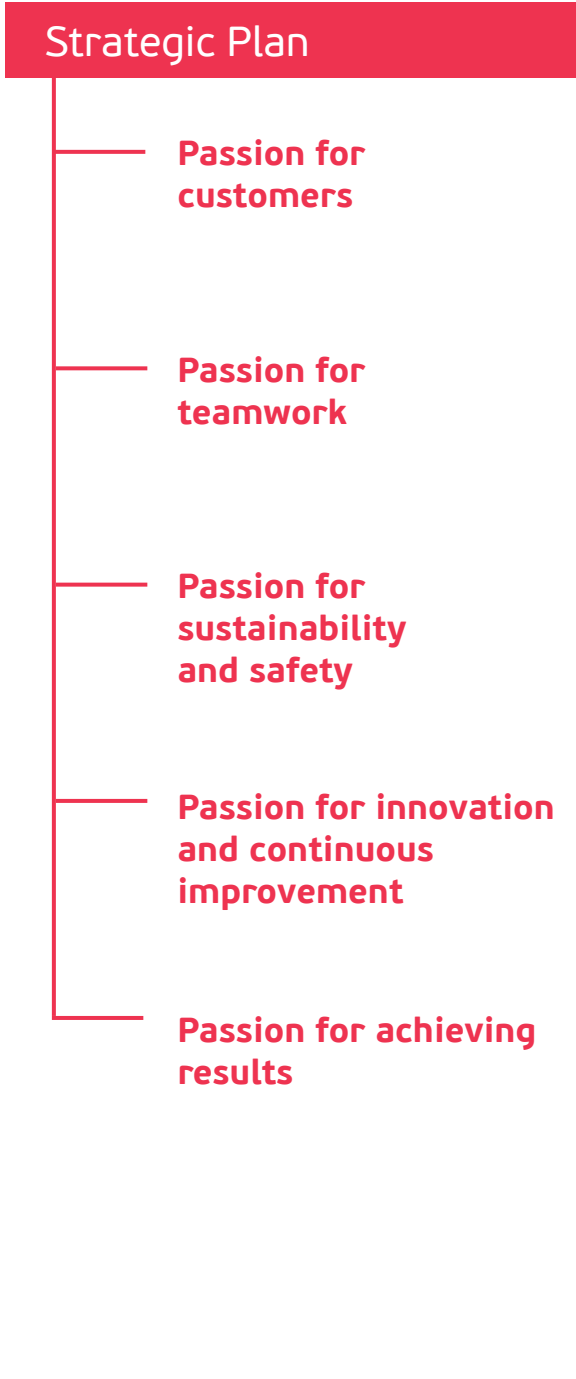 Strategic Plan
Passion for
customers
Passion for
teamwork
Passion for
sustainability
and safety
Passion for innovation
and continuous
improvement
Passion for achieving
results